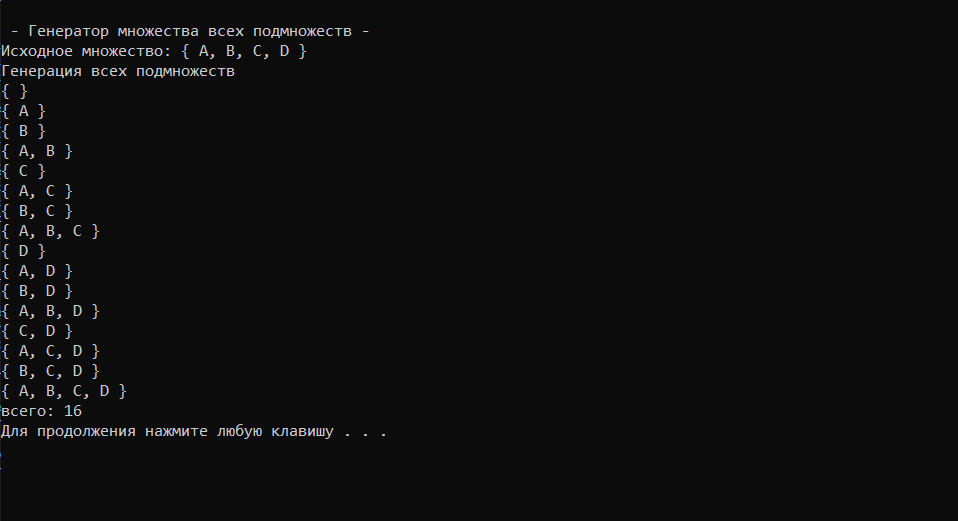 - Генератор множества всех подмножеств -
Исходное множество: { A, B, C, D }
Генерация всех подмножеств
{ }
{ A }
{ B }
{ A, B }
{ C }
{ A, C }
{ B, C }
{ A, B, C }
{ D }
{ A, D }
{ B, D }
{ A, B, D }
{ C, D }
{ A, C, D }
{ B, C, D }
{ A, B, C, D }
всего: 16
Для продолжения нажмите любую клавишу . . .